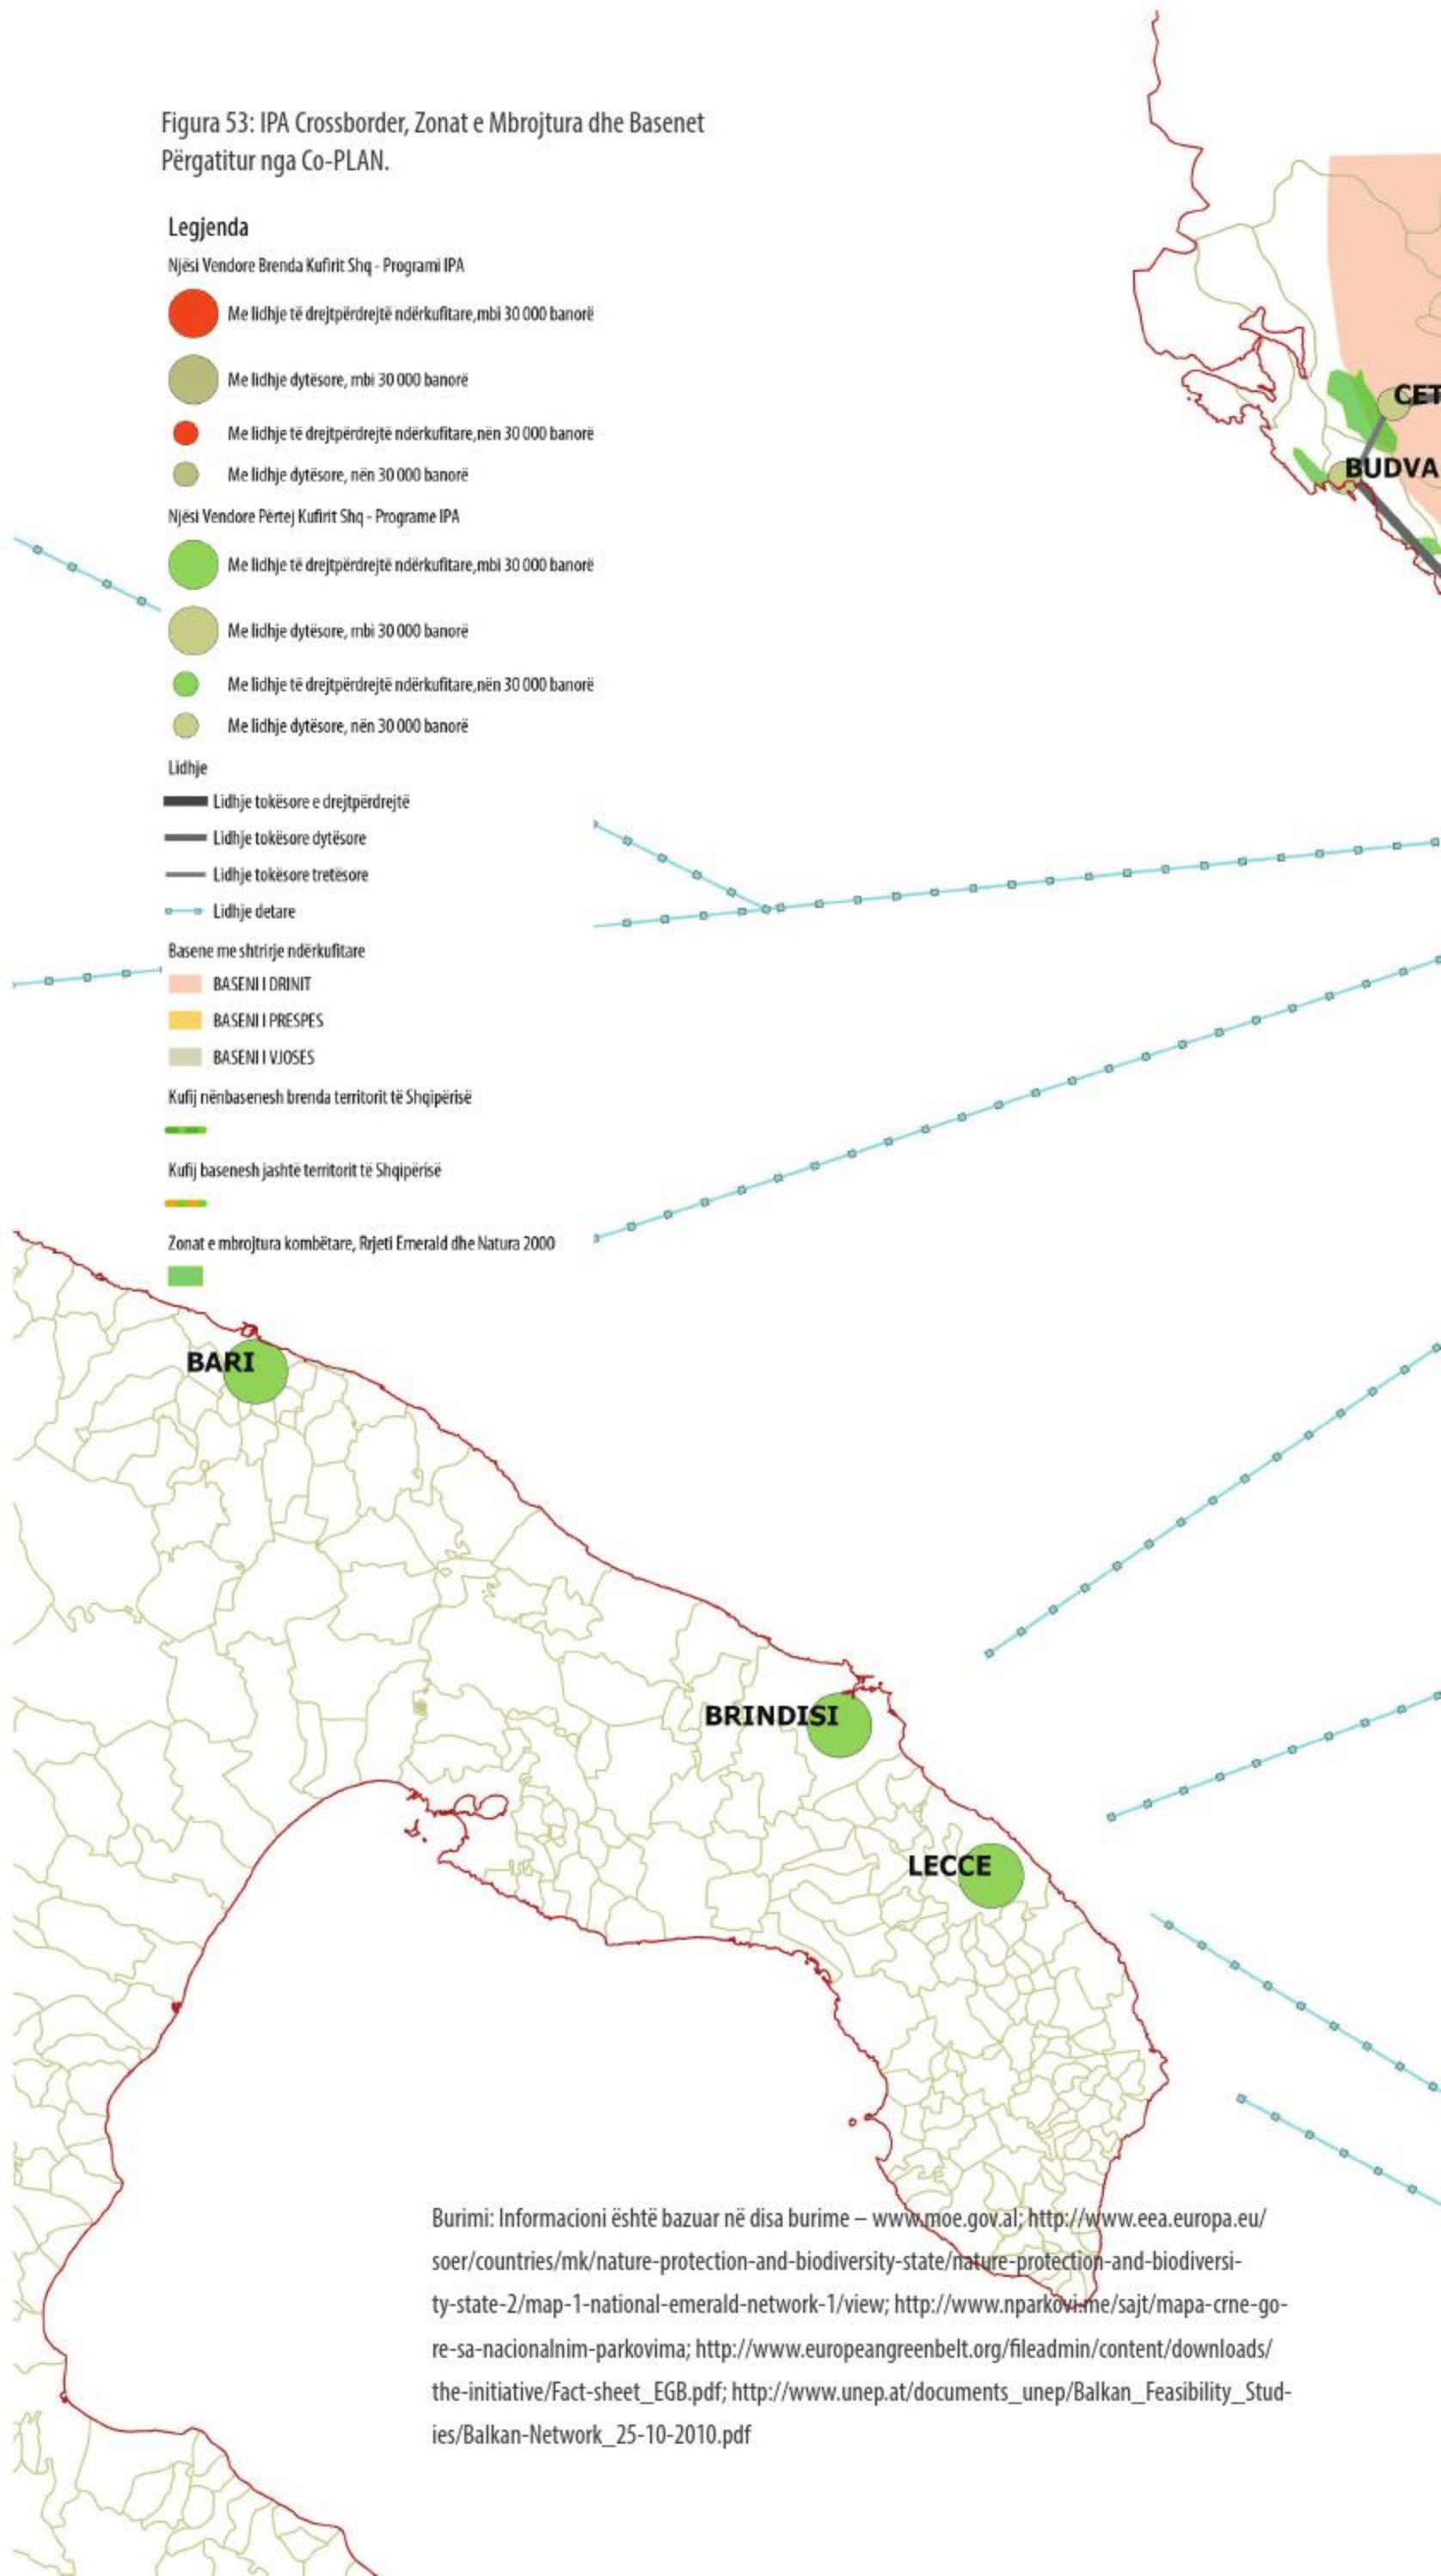 Figura 53: IPA Crossborder, Zonat e Mbrojtura dhe Basenet
Përgatitur nga Co-PLAN.
Legjenda
Njësi Vendore Brenda Kufirit Shq - Programi IPA
Me lidhje të drejtpërdrejtë ndërkufitare,mbi 30 000 banorë
Me lidhje dytësore, mbi 30 000 banorë
Me lidhje të drejtpërdrejtë ndërkufitare,nën 30 000 banorë
Me lidhje dytësore, nën 30 000 banorë
Njësi Vendore Përtej Kufirit Shq - Programe IPA
Me lidhje të drejtpërdrejtë ndërkufitare,mbi 30 000 banorë
Me lidhje dytësore, mbi 30 000 banorë
Me lidhje të drejtpërdrejtë ndërkufitare,nën 30 000 banorë
Me lidhje dytësore, nën 30 000 banorë
Lidhje
Lidhje tokësore e drejtpërdrejtë
Lidhje tokësore dytësore
Lidhje tokësore tretësore
Lidhje detare
Basene me shtrirje ndërkufitare
BASENI I DRINIT
BASENI I PRESPES
BASENI I VJOSES
Kufij nënbasenesh brenda territorit të Shqipërisë
Kufij basenesh jashtë territorit të Shqipërisë
Zonat e mbrojtura kombëtare, Rrjeti Emerald dhe Natura 2000
CET
BUDVA
BARI
BRINDISI
LECCE
Burimi: Informacioni është bazuar në disa burime – www.moe.gov.al; http://www.eea.europa.eu/
soer/countries/mk/nature-protection-and-biodiversity-state/nature-protection-and-biodiversi-
ty-state-2/map-1-national-emerald-network-1/view; http://www.nparkovi.me/sajt/mapa-crne-go-
re-sa-nacionalnim-parkovima; http://www.europeangreenbelt.org/fileadmin/content/downloads/
the-initiative/Fact-sheet_EGB.pdf; http://www.unep.at/documents_unep/Balkan_Feasibility_Stud-
ies/Balkan-Network_25-10-2010.pdf